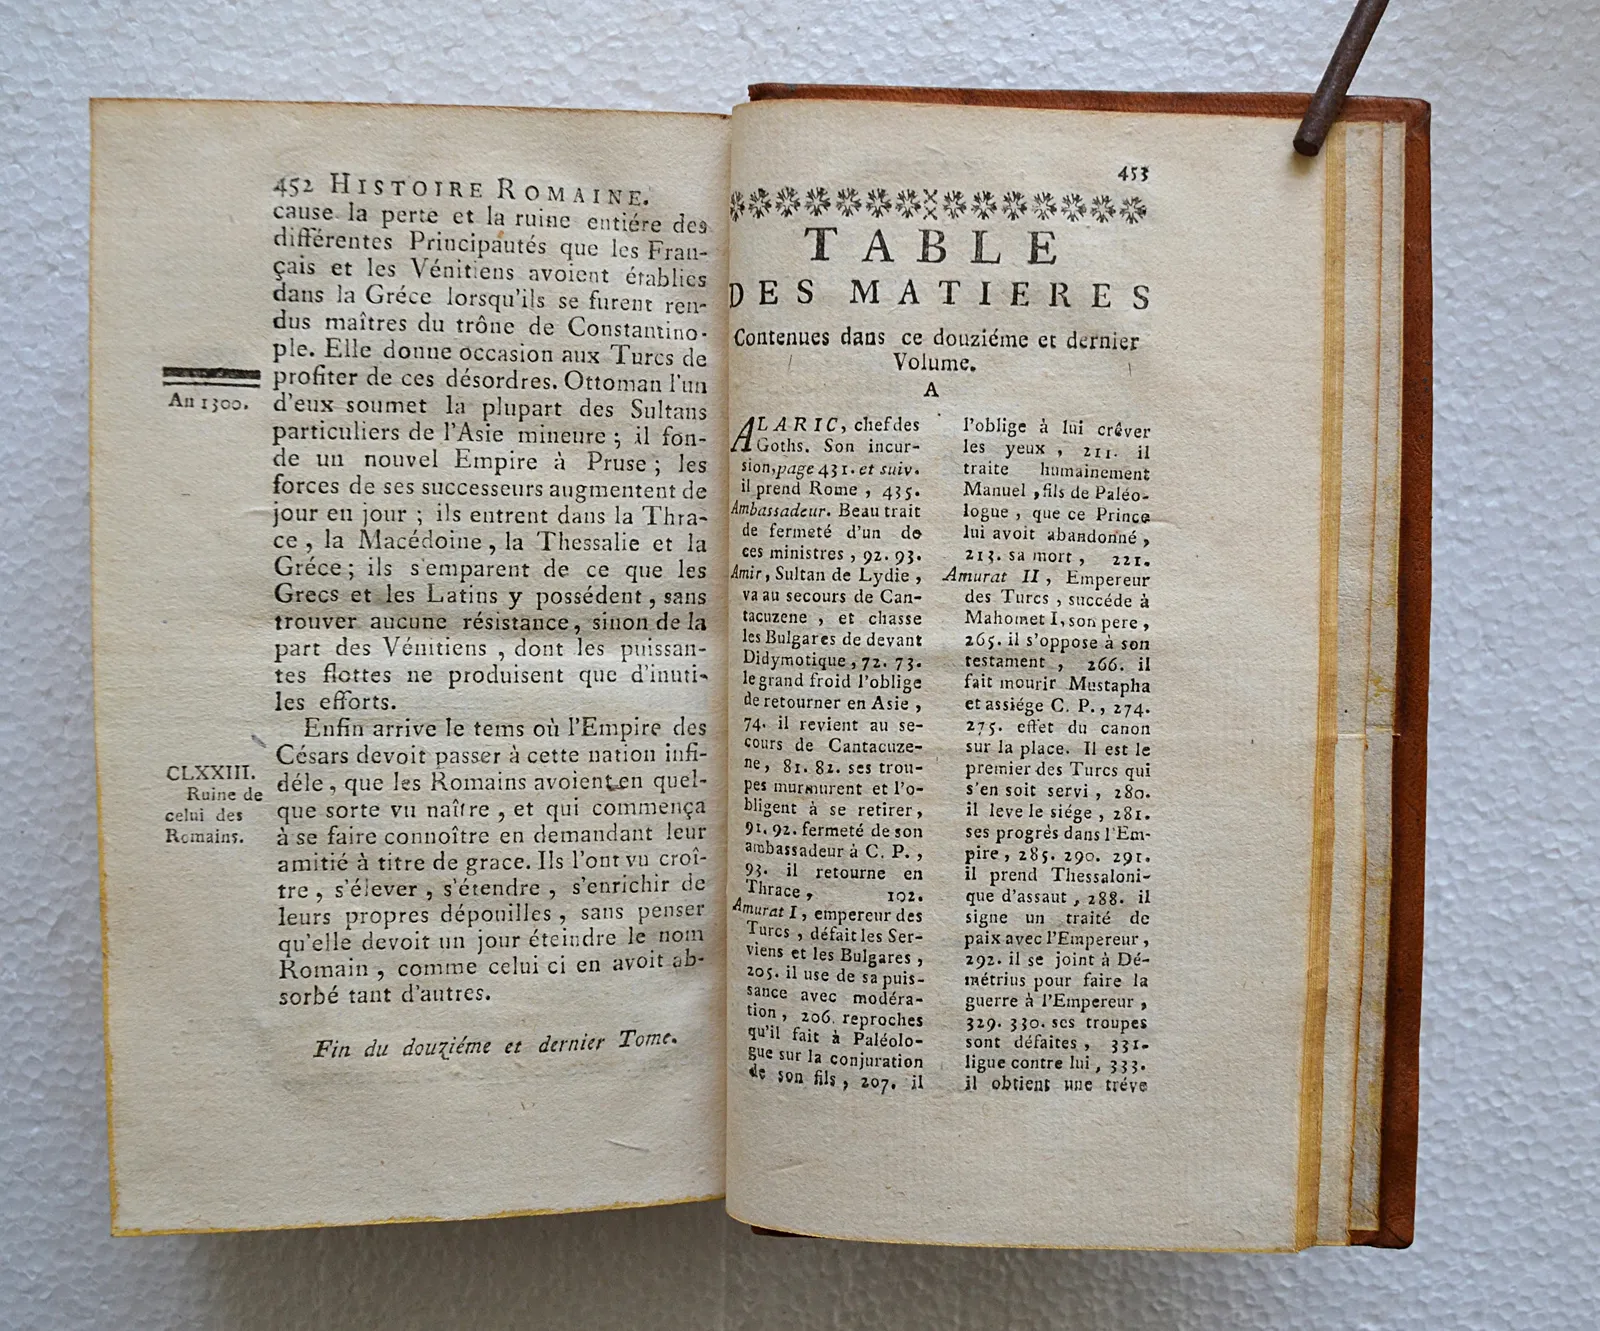 452 HISTOIRE ROMAINE.
cause la perte et la ruine entiére des
différentes Principautés que les Fran-
çais et les Vénitiens avoient établies
dans la Gréce lorsqu'ils se furent ren-
dus maîtres du trône de Constantino-
ple. Elle donne occasion aux Turcs de
profiter de ces désordres. Ottoman l'un
An 1300.
d'eux soumet la plupart des Sultans
particuliers de l'Asie mineure ; il fon-
de un nouvel Empire à Pruse ; les
forces de ses successeurs augmentent de
jour en jour ; ils entrent dans la Thra-
ce, la Macédoine, la Thessalie et la
Gréce ; ils s'emparent de ce que les
Grecs et les Latins y possédent, sans
trouver aucune résistance, sinon de la
part des Vénitiens, dont les puissan-
tes flottes ne produisent que d'inuti-
les efforts.
Enfin arrive le tems où l'Empire des
Césars devoit passer à cette nation infi-
CLXXIII.
Ruine de
celui des
Romains.
déle, que les Romains avoient en quel-
que sorte vu naître, et qui commença
à se faire connoître en demandant leur
amitié à titre de grace. Ils l'ont vu croî-
tre, s'élever, s'étendre, s'enrichir de
leurs propres dépouilles, sans penser
qu'elle devoit un jour éteindre le nom
Romain, comme celui ci en avoit ab-
sorbé tant d'autres.
Fin du douziéme et dernier Tome.
453
TABLE
DES MATIERES
Contenues dans ce douziéme et dernier
Volume.
A
ALARIC, chef des
Goths. Son incur-
sion, page 431. et suiv.
il prend Rome, 435.
Ambassadeur. Beau trait
de fermeté d'un de
ces ministres, 92. 93.
Amir, Sultan de Lydie,
va au secours de Can-
tacuzene, et chasse
les Bulgares de devant
Didymotique, 72. 73.
le grand froid l'oblige
de retourner en Asie,
74. il revient au se-
cours de Cantacuze-
ne, 81. 82. ses trou-
pes murmurent et l'o-
bligent à se retirer,
91. 92. fermeté de son
ambassadeur à C. P.,
93. il retourne en
Thrace, 102.
Amurat I, empereur des
Turcs, défait les Ser-
viens et les Bulgares,
205. il use de sa puis-
sance avec modéra-
tion, 206. reproches
qu'il fait à Paléolo-
gue sur la conjuration
de son fils, 207. il
l'oblige à lui crêver
les yeux, 211. il
traite humainement
Manuel, fils de Paléo-
logue, que ce Prince
lui avoit abandonné,
213. sa mort, 221.
Amurat II, Empereur
des Turcs, succéde à
Mahomet I, son pere,
265. il s'oppose à son
testament, 266. il
fait mourir Mustapha
et assiége C. P., 274.
275. effet du canon
sur la place. Il est le
premier des Turcs qui
s'en soit servi, 280.
il leve le siége, 281.
ses progrès dans l'Em-
pire, 285. 290. 291.
il prend Thessaloni-
que d'assaut, 288. il
signe un traité de
paix avec l'Empereur,
292. il se joint à Dé-
métrius pour faire la
guerre à l'Empereur,
329. 330. ses troupes
sont défaites, 331.
ligue contre lui, 333.
il obtient une tréve